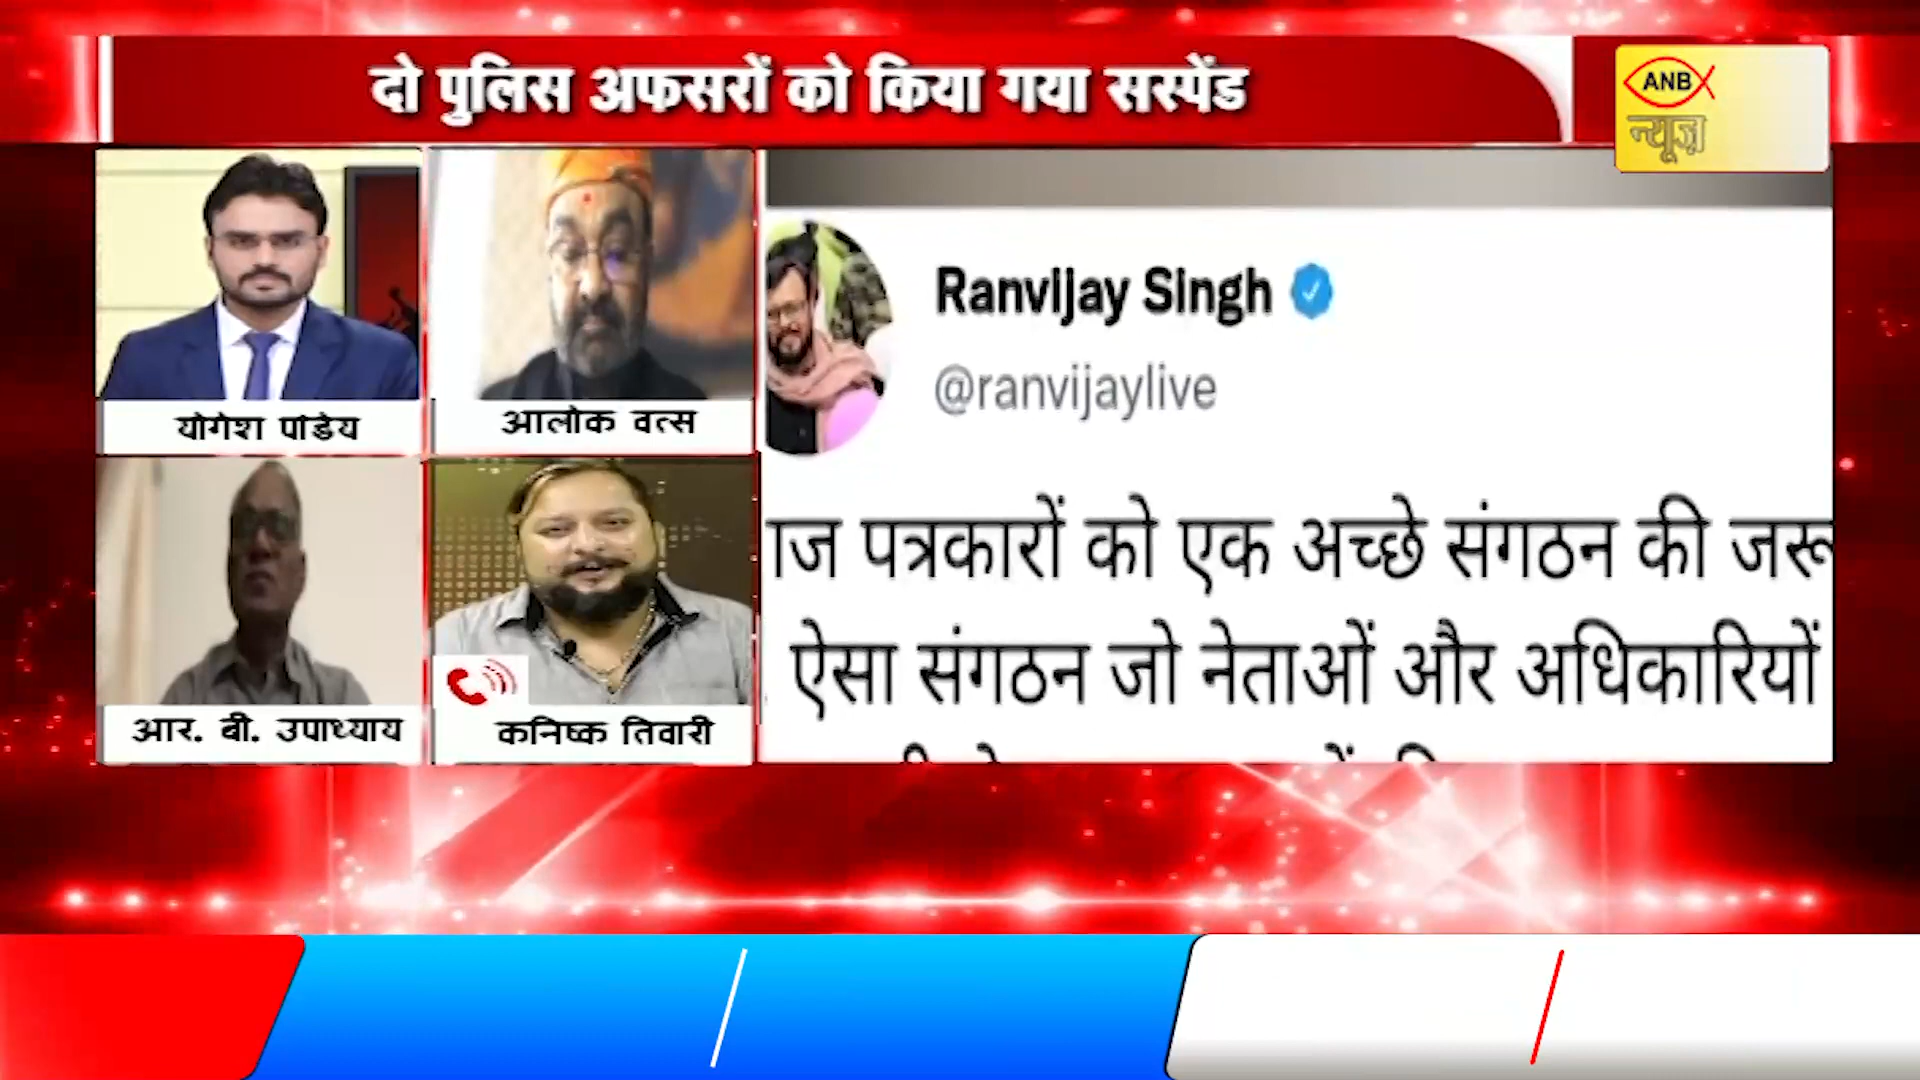 दो पुलिस अफसरों को किया गया सस्पेंड
ANB
न्यूज़
योगेश पांडेय
आलोक वत्स
आर. बी. उपाध्याय
कनिष्क तिवारी
Ranvijay Singh
@ranvijaylive
ाज पत्रकारों को एक अच्छे संगठन की जरू
ऐसा संगठन जो नेताओं और अधिकारियों